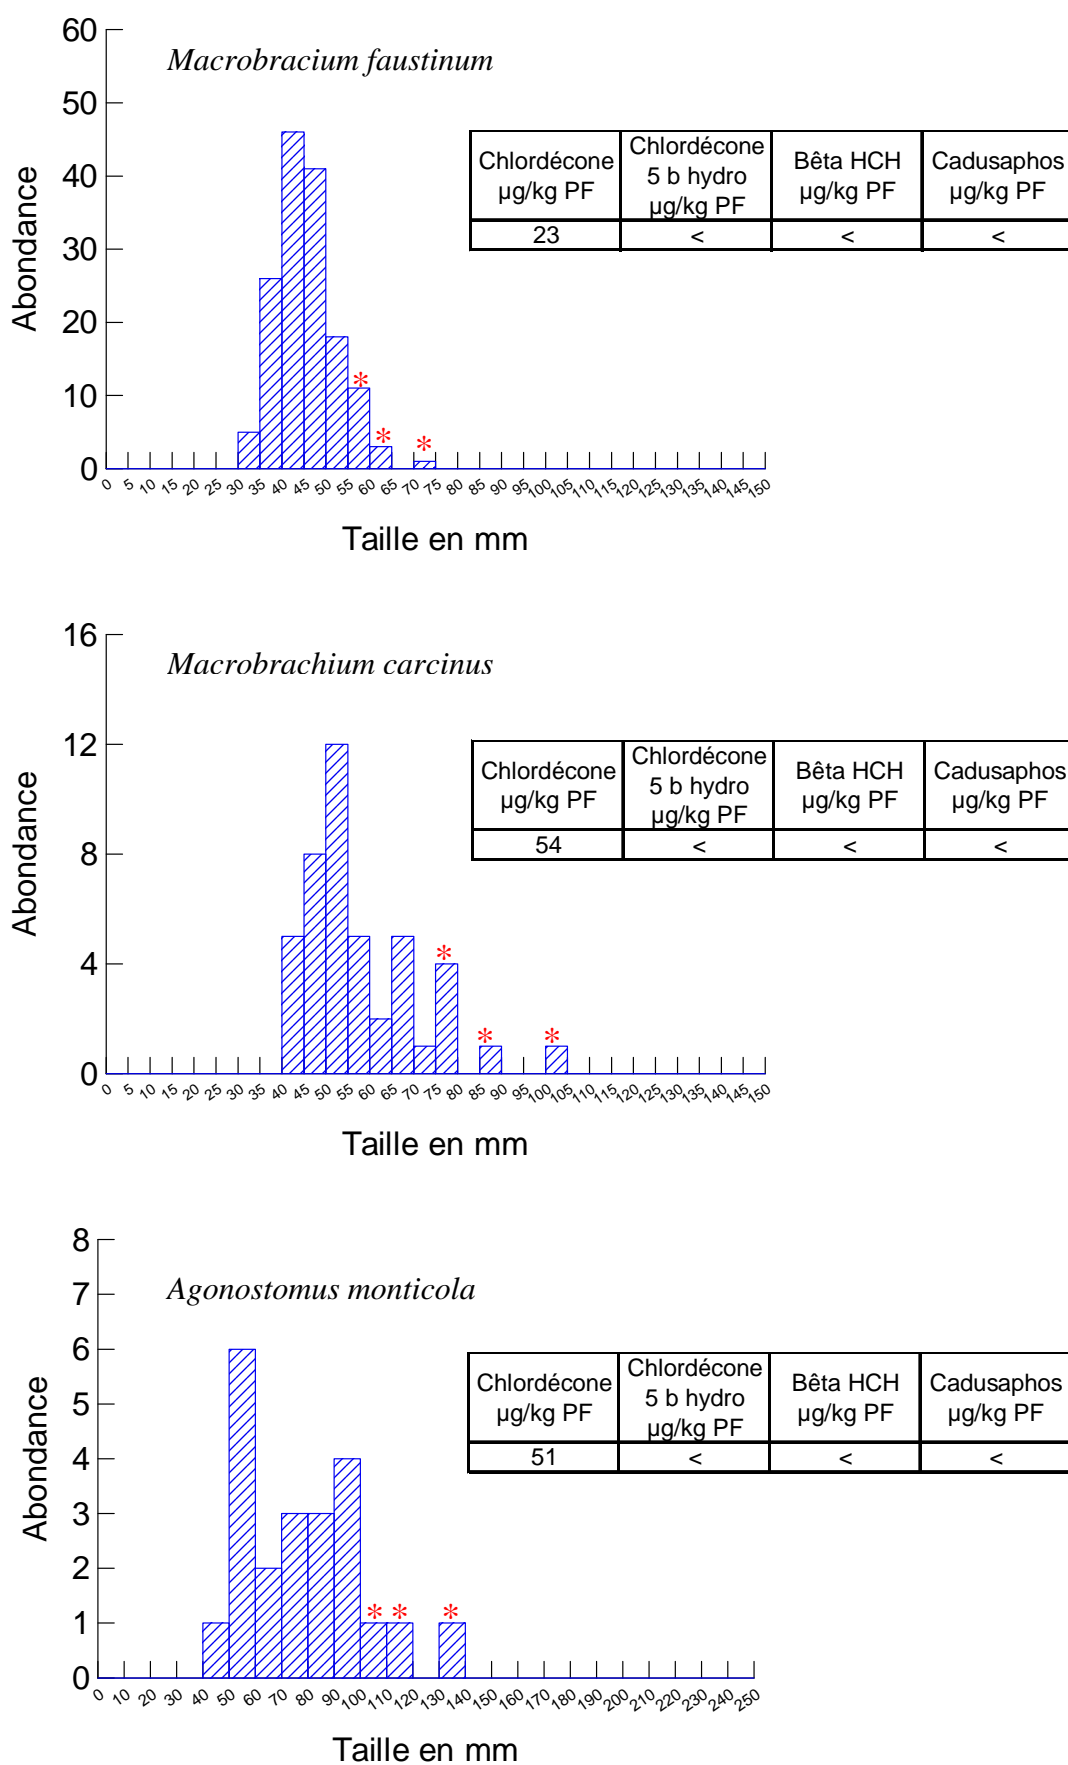 Macrobracium faustinum
Abondance
60
50
40
30
20
10
0
Chlordécone µg/kg PF
Chlordécone 5 b hydro µg/kg PF
Bêta HCH µg/kg PF
Cadusaphos µg/kg PF
23 < < <
* * *
0 5 10 15 20 25 30 35 40 45 50 55 60 65 70 75 80 85 90 95 100 105 110 115 120 125 130 135 140 145 150
Taille en mm
Macrobrachium carcinus
Abondance
16
12
8
4
0
Chlordécone µg/kg PF
Chlordécone 5 b hydro µg/kg PF
Bêta HCH µg/kg PF
Cadusaphos µg/kg PF
54 < < <
* * *
0 5 10 15 20 25 30 35 40 45 50 55 60 65 70 75 80 85 90 95 100 105 110 115 120 125 130 135 140 145 150
Taille en mm
Agonostomus monticola
Abondance
8
7
6
5
4
3
2
1
0
Chlordécone µg/kg PF
Chlordécone 5 b hydro µg/kg PF
Bêta HCH µg/kg PF
Cadusaphos µg/kg PF
51 < < <
* * *
0 10 20 30 40 50 60 70 80 90 100 110 120 130 140 150 160 170 180 190 200 210 220 230 240 250
Taille en mm